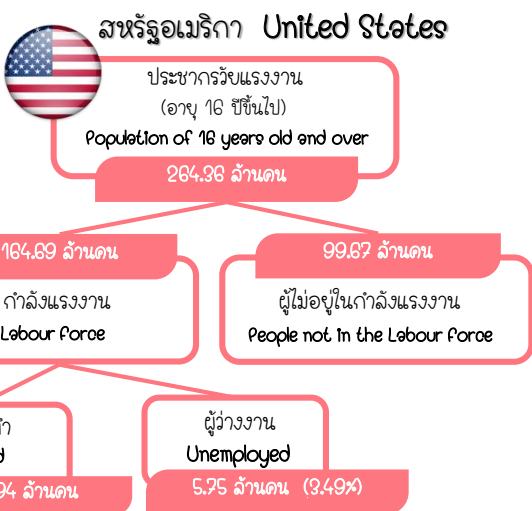 สหรัฐอเมริกา United States
ประชากรวัยแรงงาน
(อายุ 16 ปีขึ้นไป)
Population of 16 years old and over
264.36 ล้านคน
164.69 ล้านคน
99.67 ล้านคน
กำลังแรงงาน
Labour Force
ผู้ไม่อยู่ในกำลังแรงงาน
People not in the Labour Force
ผู้ว่างงาน
Unemployed
94 ล้านคน
5.75 ล้านคน (3.49%)